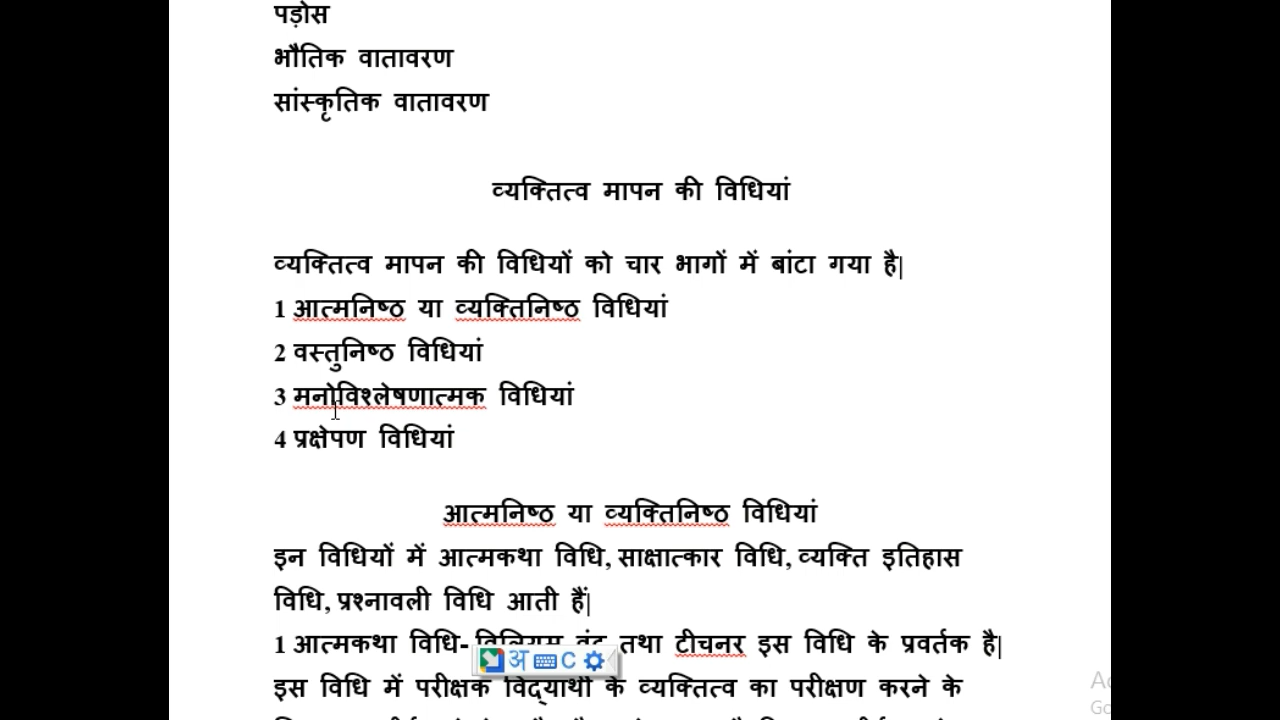 पड़ोस
भौतिक वातावरण
सांस्कृतिक वातावरण
व्यक्तित्व मापन की विधियां
व्यक्तित्व मापन की विधियों को चार भागों में बांटा गया है|
1 आत्मनिष्ठ या व्यक्तिनिष्ठ विधियां
2 वस्तुनिष्ठ विधियां
3 मनोविश्लेषणात्मक विधियां
4 प्रक्षेपण विधियां
आत्मनिष्ठ या व्यक्तिनिष्ठ विधियां
इन विधियों में आत्मकथा विधि, साक्षात्कार विधि, व्यक्ति इतिहास
विधि, प्रश्नावली विधि आती हैं|
1 आत्मकथा विधि- तथा टीचनर इस विधि के प्रवर्तक है|
अ C
इस विधि में परीक्षक विद्यार्थी के व्यक्तित्व का परीक्षण करने के